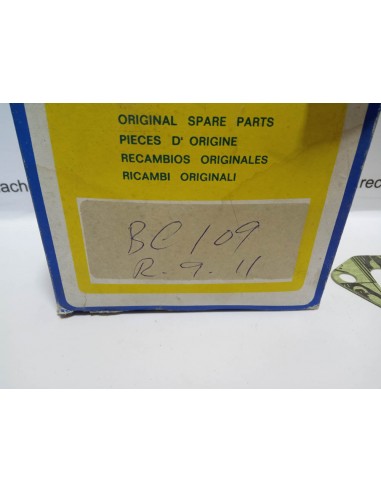 ORIGINAL SPARE PARTS
PIECES D' ORIGINE
RECAMBIOS ORIGINALES
RICAMBI ORIGINALI
BC 109
R. 9. 11